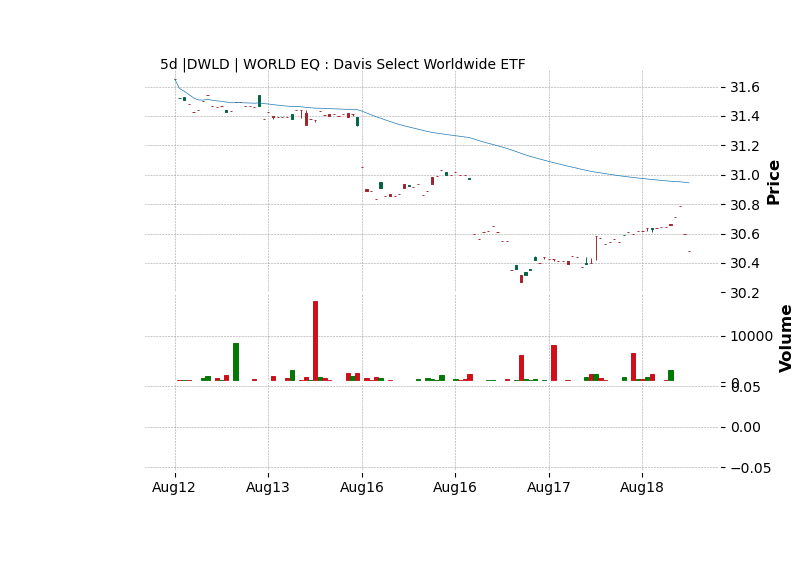 5d |DWLD | WORLD EQ : Davis Select Worldwide ETF
31.6
31.4
31.2
31.0
30.8
30.6
30.4
30.2
Price
10000
0
Volume
0.05
0.00
−0.05
Aug12
Aug13
Aug16
Aug16
Aug17
Aug18